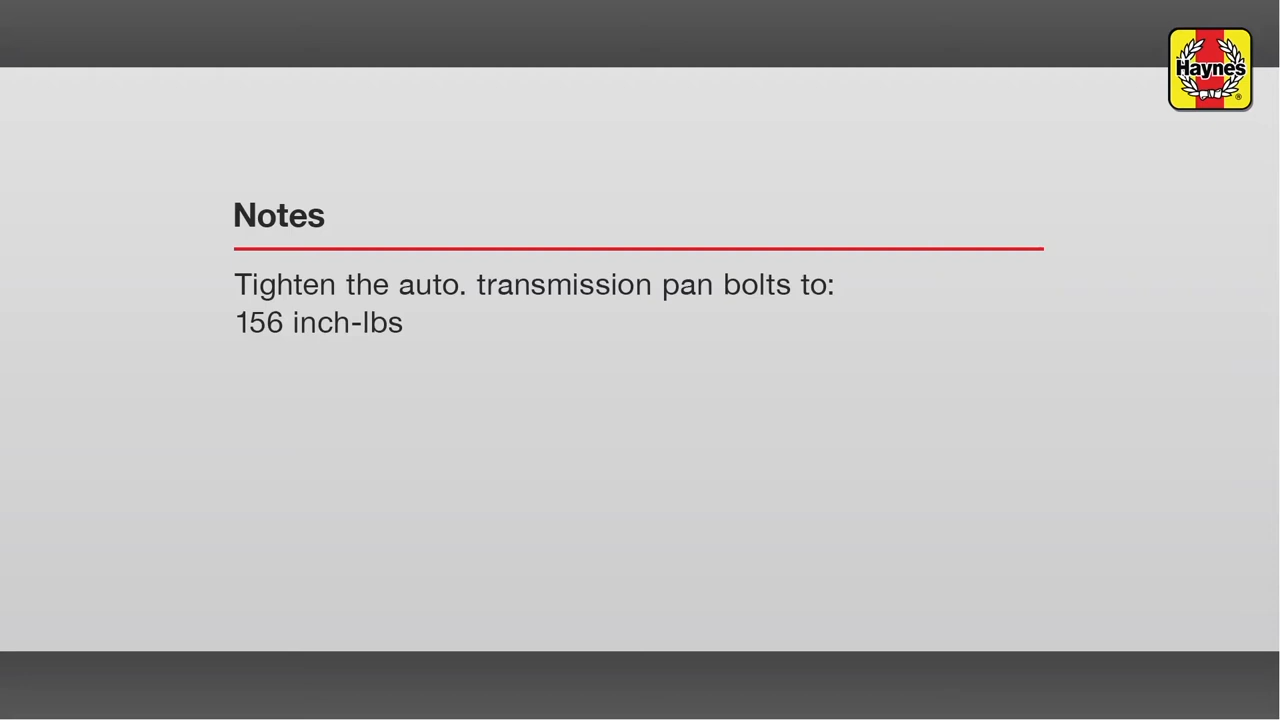 Haynes
Notes
Tighten the auto. transmission pan bolts to:
156 inch-lbs